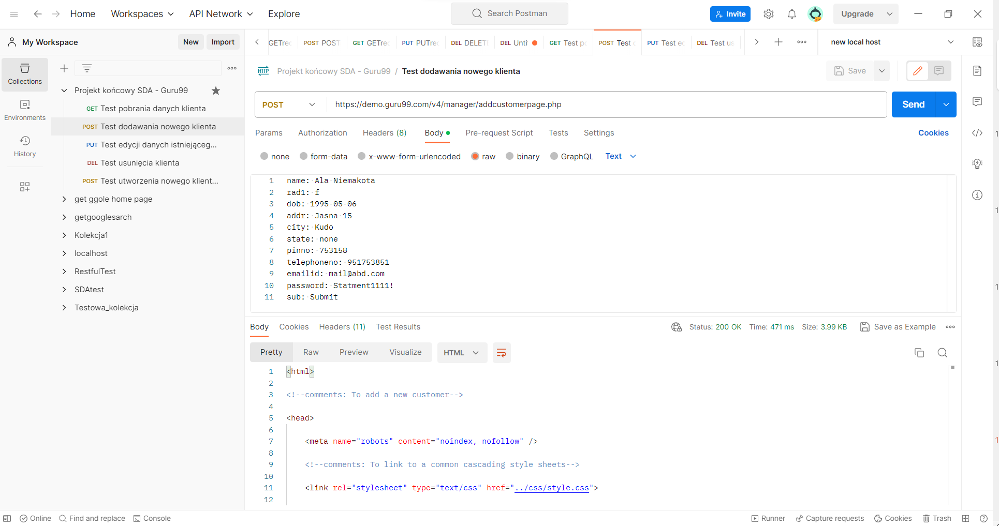 Home Workspaces API Network Explore Search Postman Invite Upgrade
My Workspace New Import GETrec POST POST GET GETrec PUT PUTrec DEL DELET DEL Unti GET Test po POST Test PUT Test ed DEL Test us new local host
Collections
Environments
History
Projekt końcowy SDA - Guru99
GET Test pobrania danych klienta
POST Test dodawania nowego klienta
PUT Test edycji danych istniejąceg...
DEL Test usunięcia klienta
POST Test utworzenia nowego klient...
get ggole home page
getgooglesarch
Kolekcja1
localhost
RestfulTest
SDAtest
Testowa_kolekcja
HTTP Projekt końcowy SDA - Guru99 / Test dodawania nowego klienta Save
POST https://demo.guru99.com/v4/manager/addcustomerpage.php Send
Params Authorization Headers (8) Body Pre-request Script Tests Settings Cookies
none form-data x-www-form-urlencoded raw binary GraphQL Text
1 name: Ala Niemakota
2 rad1: f
3 dob: 1995-05-06
4 addr: Jasna 15
5 city: Kudo
6 state: none
7 pinno: 753158
8 telephoneno: 951753851
9 emailid: mail@abd.com
10 password: Statment1111!
11 sub: Submit
Body Cookies Headers (11) Test Results Status: 200 OK Time: 471 ms Size: 3.99 KB Save as Example
Pretty Raw Preview Visualize HTML
1 <html>
2
3 <!--comments: To add a new customer-->
4
5 <head>
6
7 <meta name="robots" content="noindex, nofollow" />
8
9 <!--comments: To link to a common cascading style sheets-->
10
11 <link rel="stylesheet" type="text/css" href="../css/style.css">
12
Online Find and replace Console Runner Capture requests Cookies Trash